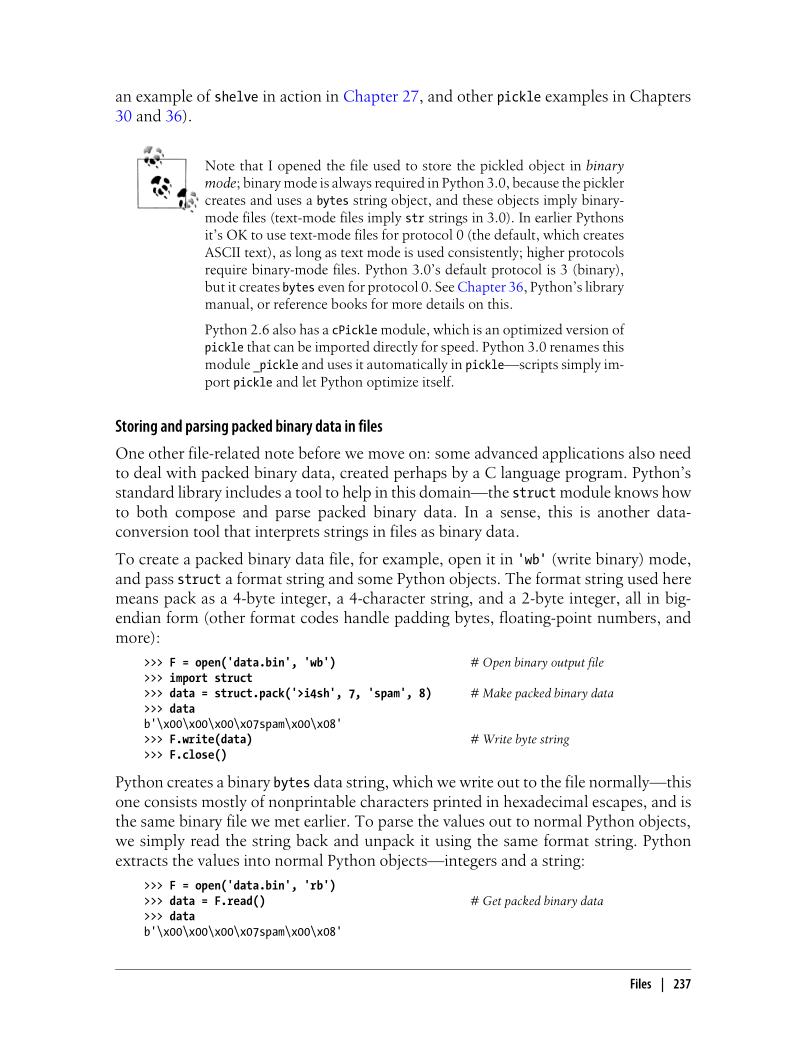 an example of shelve in action in Chapter 27, and other pickle examples in Chapters
30 and 36).
Note that I opened the file used to store the pickled object in binary
mode; binary mode is always required in Python 3.0, because the pickler
creates and uses a bytes string object, and these objects imply binary-
mode files (text-mode files imply str strings in 3.0). In earlier Pythons
it’s OK to use text-mode files for protocol 0 (the default, which creates
ASCII text), as long as text mode is used consistently; higher protocols
require binary-mode files. Python 3.0’s default protocol is 3 (binary),
but it creates bytes even for protocol 0. See Chapter 36, Python’s library
manual, or reference books for more details on this.
Python 2.6 also has a cPickle module, which is an optimized version of
pickle that can be imported directly for speed. Python 3.0 renames this
module _pickle and uses it automatically in pickle—scripts simply im-
port pickle and let Python optimize itself.
Storing and parsing packed binary data in files
One other file-related note before we move on: some advanced applications also need
to deal with packed binary data, created perhaps by a C language program. Python’s
standard library includes a tool to help in this domain—the struct module knows how
to both compose and parse packed binary data. In a sense, this is another data-
conversion tool that interprets strings in files as binary data.
To create a packed binary data file, for example, open it in 'wb' (write binary) mode,
and pass struct a format string and some Python objects. The format string used here
means pack as a 4-byte integer, a 4-character string, and a 2-byte integer, all in big-
endian form (other format codes handle padding bytes, floating-point numbers, and
more):
>>> F = open('data.bin', 'wb') # Open binary output file
>>> import struct
>>> data = struct.pack('>i4sh', 7, 'spam', 8) # Make packed binary data
>>> data
b'\x00\x00\x00\x07spam\x00\x08'
>>> F.write(data) # Write byte string
>>> F.close()
Python creates a binary bytes data string, which we write out to the file normally—this
one consists mostly of nonprintable characters printed in hexadecimal escapes, and is
the same binary file we met earlier. To parse the values out to normal Python objects,
we simply read the string back and unpack it using the same format string. Python
extracts the values into normal Python objects—integers and a string:
>>> F = open('data.bin', 'rb')
>>> data = F.read() # Get packed binary data
>>> data
b'\x00\x00\x00\x07spam\x00\x08'
Files | 237